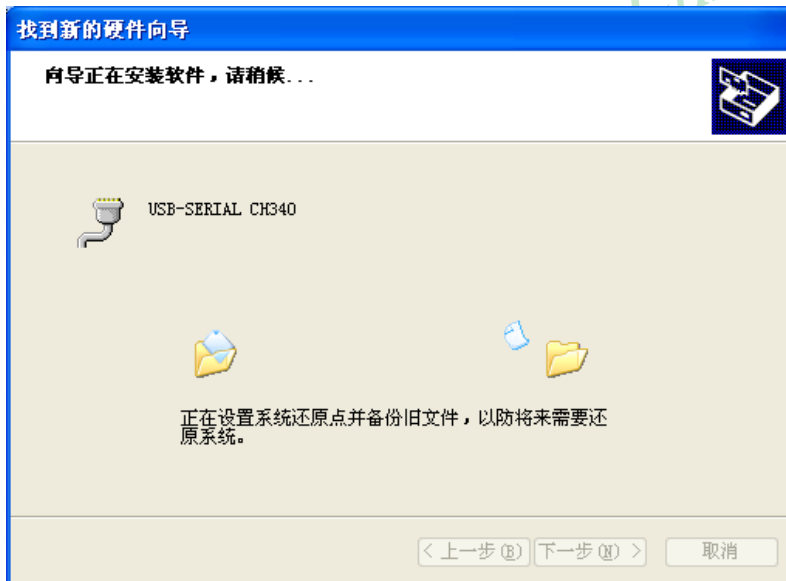 找到新的硬件向导
向导正在安装软件，请稍候...
USB-SERIAL CH340
正在设置系统还原点并备份旧文件，以防将来需要还
原系统。
< 上一步(B) 下一步(N) > 取消